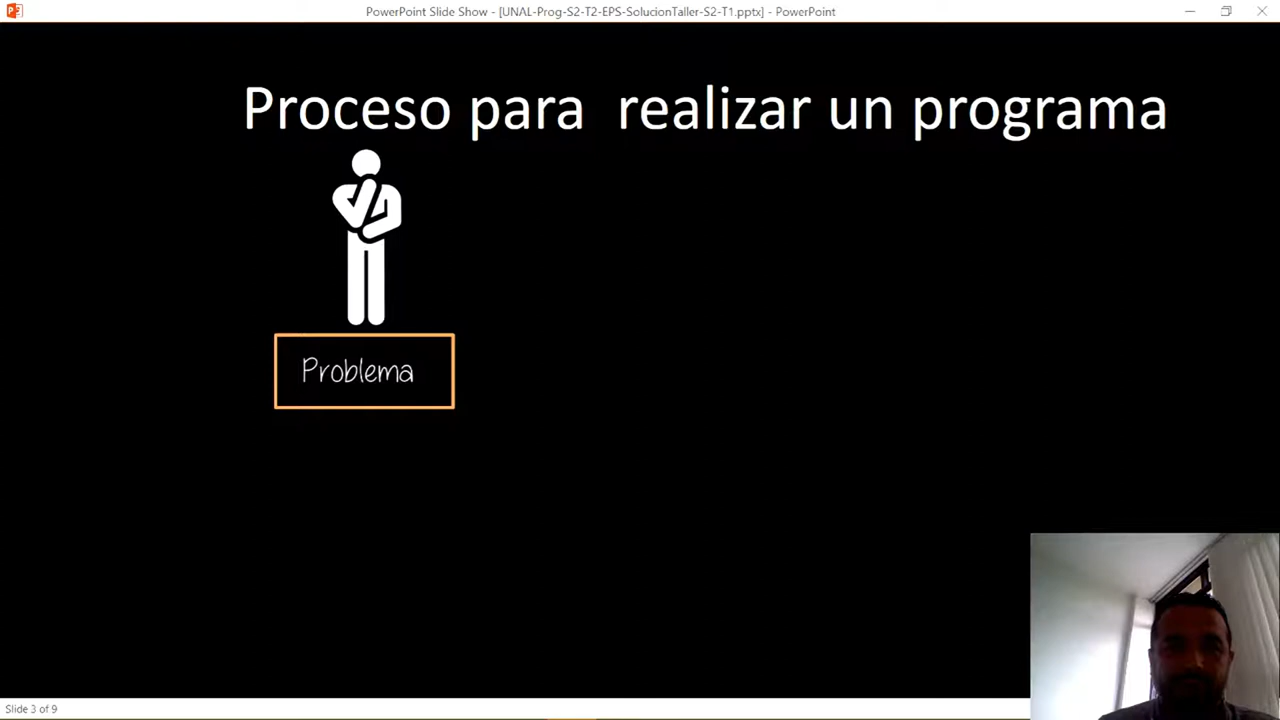 PowerPoint Slide Show - [UNAL-Prog-S2-T2-EPS-SolucionTaller-S2-T1.pptx] - PowerPoint
Proceso para realizar un programa
Problema
Slide 3 of 9